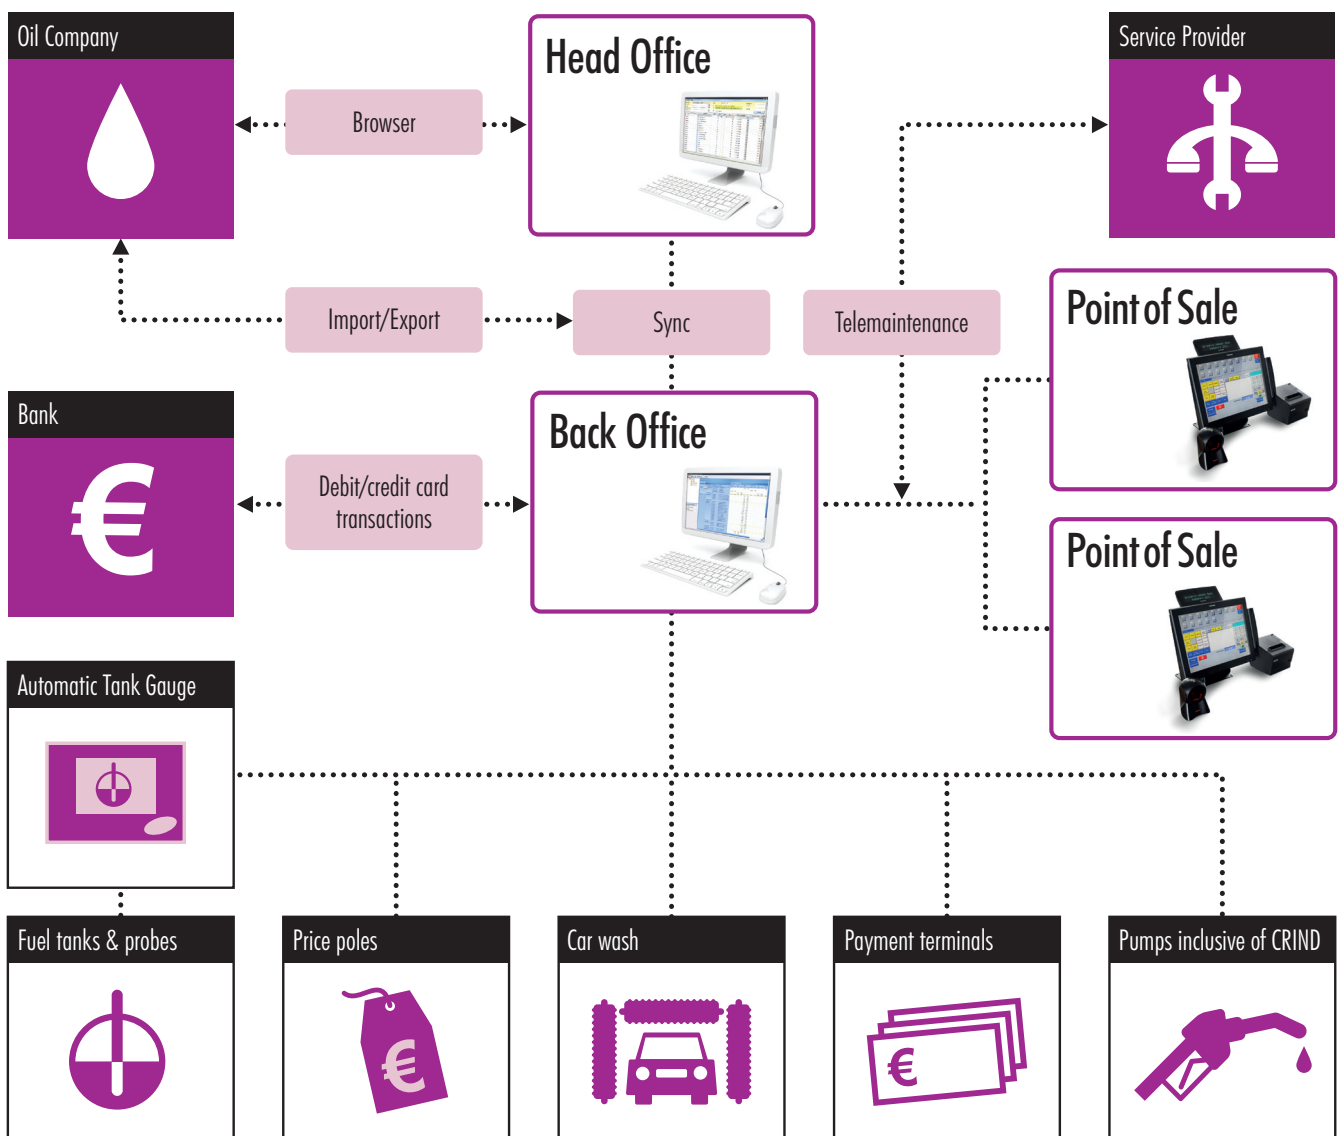 Oil Company
Head Office
Service Provider
Browser
Import/Export
Sync
Telemaintenance
Point of Sale
Bank
Back Office
€
Debit/credit card
transactions
Point of Sale
Automatic Tank Gauge
Fuel tanks & probes
Price poles
Car wash
Payment terminals
Pumps inclusive of CRIND
€
€